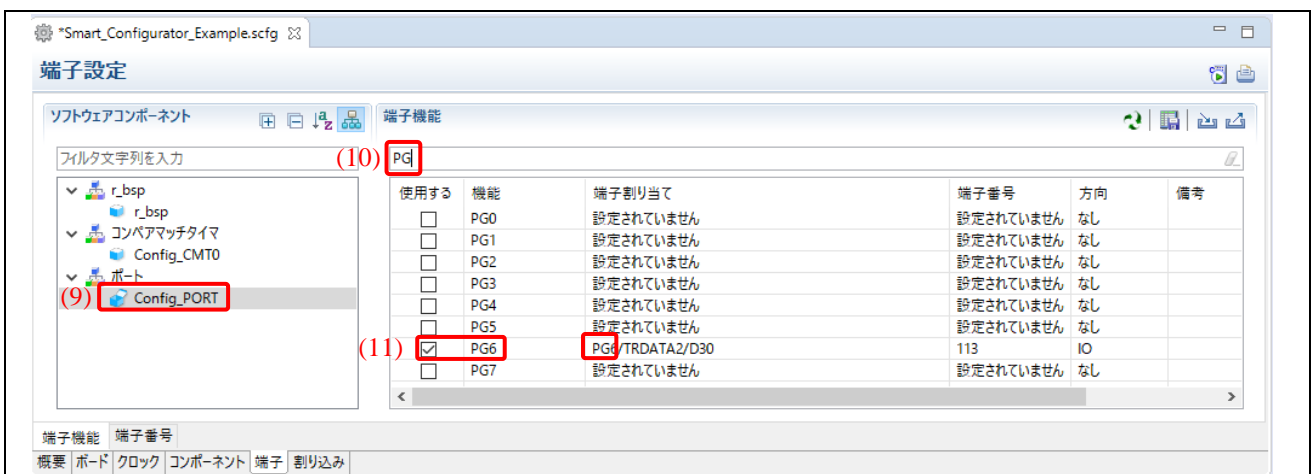 *Smart_Configurator_Example.scfg
端子設定
ソフトウェアコンポーネント
フィルタ文字列を入力
r_bsp
r_bsp
コンペアマッチタイマ
Config_CMT0
ポート
(9) Config_PORT
端子機能
(10) PG
使用する 機能 端子割り当て 端子番号 方向 備考
PG0 設定されていません 設定されていません なし
PG1 設定されていません 設定されていません なし
PG2 設定されていません 設定されていません なし
PG3 設定されていません 設定されていません なし
PG4 設定されていません 設定されていません なし
PG5 設定されていません 設定されていません なし
(11) PG6 PG6/TRDATA2/D30 113 IO
PG7 設定されていません 設定されていません なし
端子機能 端子番号
概要 ボード クロック コンポーネント 端子 割り込み